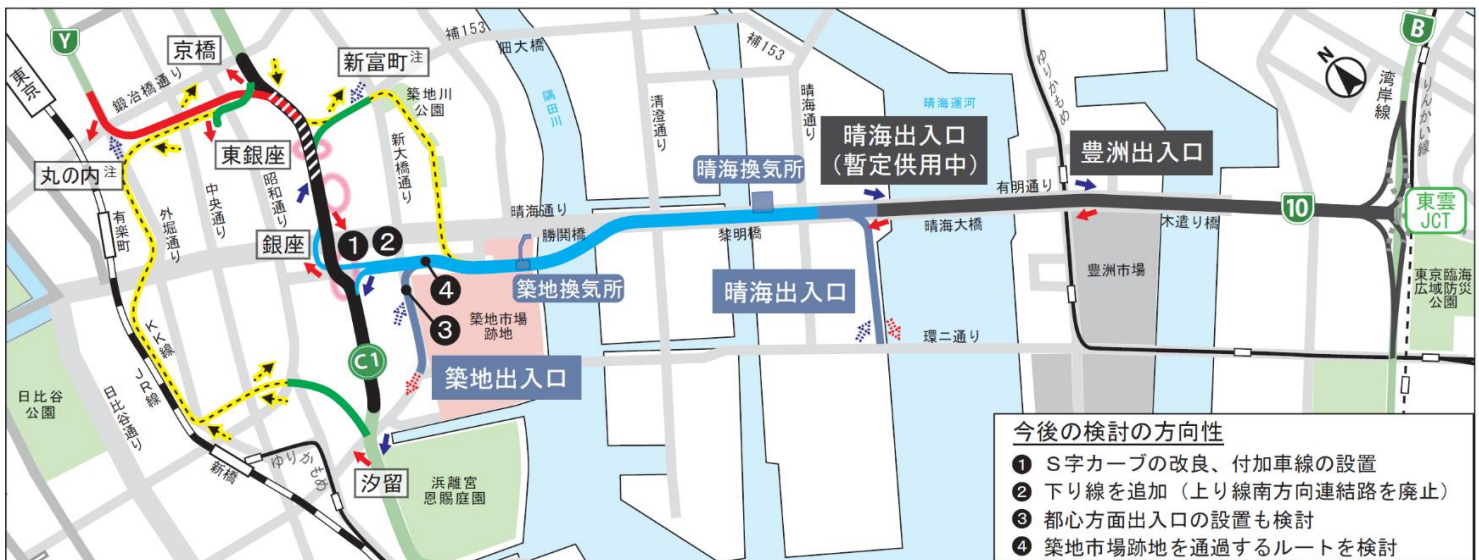 Y
京橋
新富町注
補153
佃大橋
補153
B
N
東京
鍛冶橋通り
築地川
公園
隅田川
清澄通り
晴海通り
晴海運河
ゆりかもめ
湾岸線
りんかい線
丸の内注
東銀座
新大橋通り
晴海換気所
晴海出入口
(暫定供用中)
豊洲出入口
有楽町
外堀通り
中央通り
昭和通り
有明通り
晴海通り
勝鬨橋
黎明橋
晴海大橋
木遣り橋
10
東雲
JCT
銀座
1
2
4
3
築地換気所
晴海出入口
豊洲市場
東京臨海
広域防災
公園
築地市場
跡地
環二通り
KK線
JR線
C1
築地出入口
日比谷
公園
日比谷通り
新橋
ゆりかもめ
汐留
浜離宮
恩賜庭園
今後の検討の方向性
❶ S字カーブの改良、付加車線の設置
❷ 下り線を追加(上り線南方向連結路を廃止)
❸ 都心方面出入口の設置も検討
❹ 築地市場跡地を通過するルートを検討